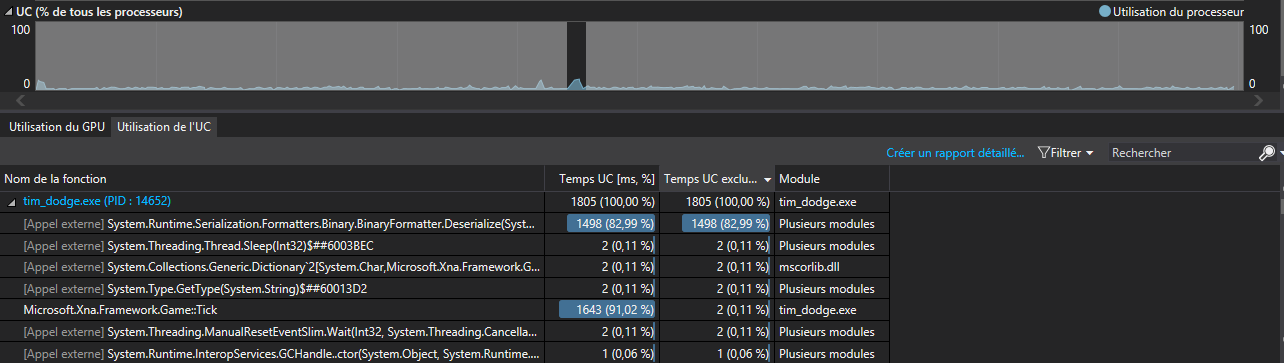 UC (% de tous les processeurs) Utilisation du processeur
100 100
0 0
Utilisation du GPU Utilisation de l'UC
Créer un rapport détaillé... Filtrer Rechercher
Nom de la fonction Temps UC [ms, %] Temps UC exclu... Module
tim_dodge.exe (PID : 14652) 1805 (100,00 %) 1805 (100,00 %) tim_dodge.exe
[Appel externe] System.Runtime.Serialization.Formatters.Binary.BinaryFormatter.Deserialize(Syst... 1498 (82,99 %) 1498 (82,99 %) Plusieurs modules
[Appel externe] System.Threading.Thread.Sleep(Int32)$##6003BEC 2 (0,11 %) 2 (0,11 %) Plusieurs modules
[Appel externe] System.Collections.Generic.Dictionary`2[System.Char,Microsoft.Xna.Framework.G... 2 (0,11 %) 2 (0,11 %) mscorlib.dll
[Appel externe] System.Type.GetType(System.String)$##60013D2 2 (0,11 %) 2 (0,11 %) Plusieurs modules
Microsoft.Xna.Framework.Game::Tick 1643 (91,02 %) 2 (0,11 %) tim_dodge.exe
[Appel externe] System.Threading.ManualResetEventSlim.Wait(Int32, System.Threading.Cancella... 2 (0,11 %) 2 (0,11 %) Plusieurs modules
[Appel externe] System.Runtime.InteropServices.GCHandle..ctor(System.Object, System.Runtime.... 1 (0,06 %) 1 (0,06 %) Plusieurs modules